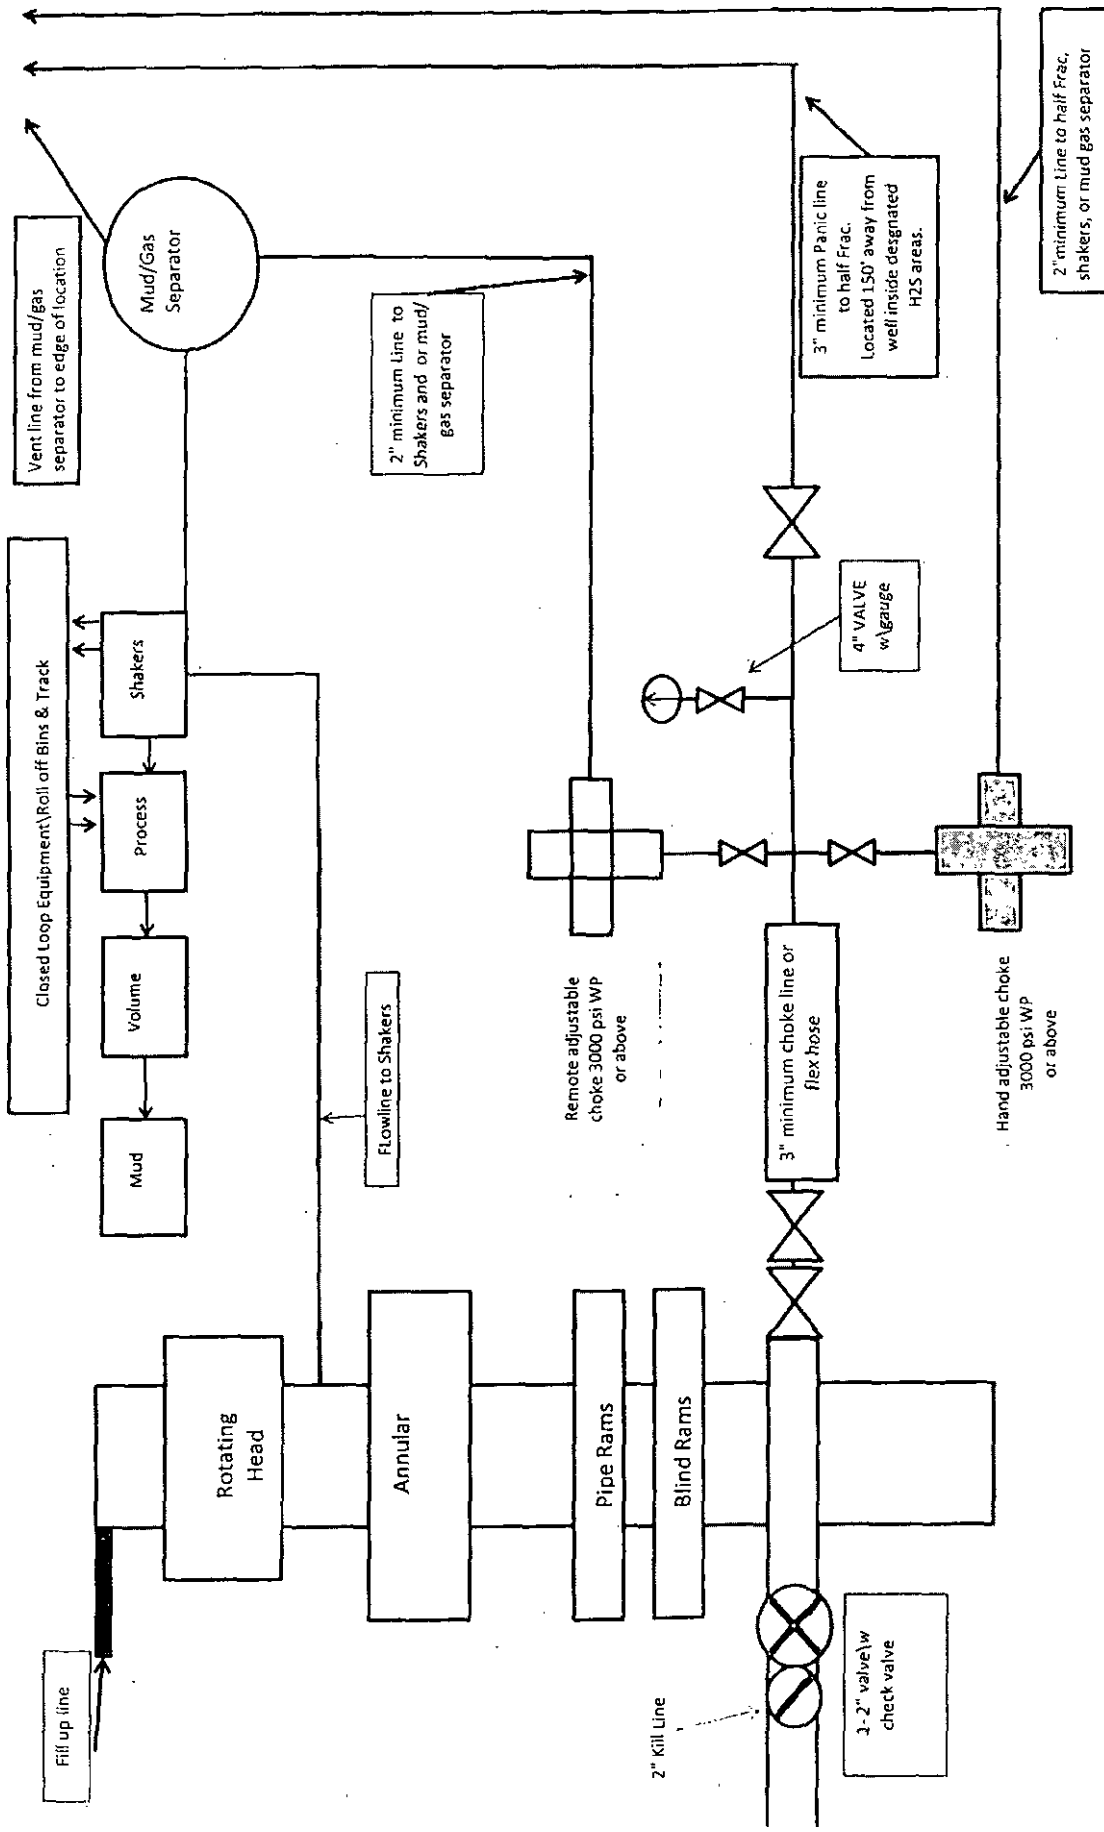 Fill up line
Rotating
Head
Annular
Pipe Rams
Blind Rams
2" Kill Line
check valve
Mud
Volume
Process
Shakers
Closed Loop Equipment\Roll off Bins & Track
FLowline to Shakers
Vent line from mud/gas
separator to edge of location
Mud/Gas
Separator
2" minimum Line to
Shakers and or mud/
gas separator
Remote adjustable
choke 3000 psi WP
or above
3" minimum choke line or
flex hose
Hand adjustable choke
3000 psi WP
or above
4" VALVE
w\gauge
3" minimum Panic line
to half Frac.
Located 150' away from
well inside desgnated
H2S areas.
2"minimum Line to half Frac,
shakers, or mud gas separator